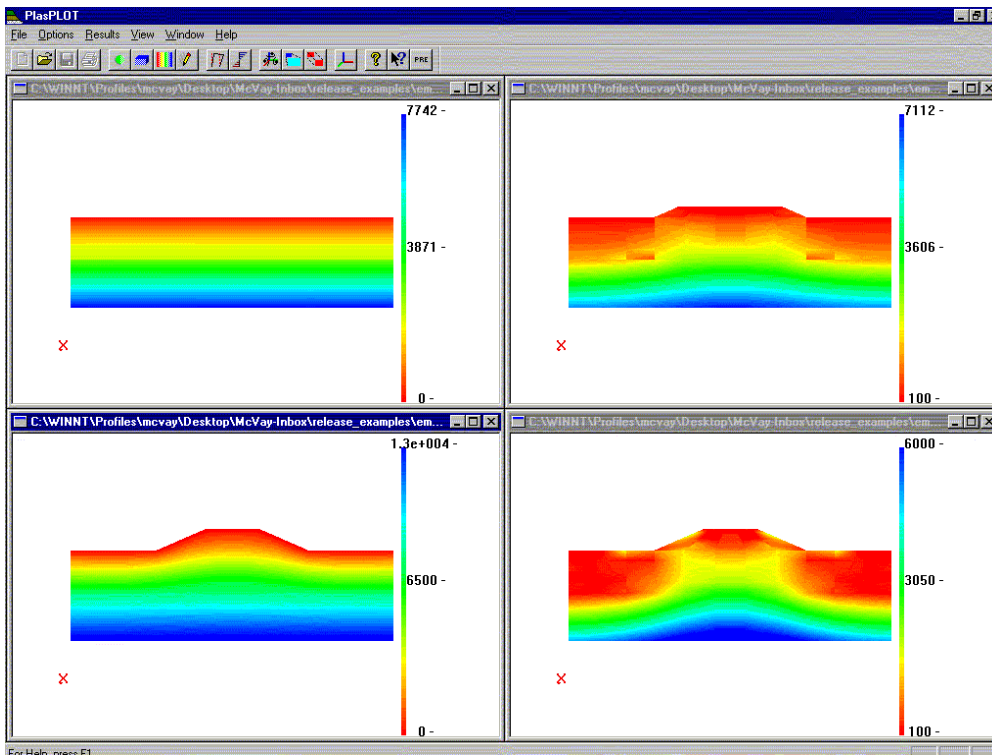 PlasPLOT
File Options Results View Window Help
PRE
C:\WINNT\Profiles\mcvay\Desktop\McVay-Inbox\release_examples\em...
7742 -
3871 -
0 -
C:\WINNT\Profiles\mcvay\Desktop\McVay-Inbox\release_examples\em...
7112 -
3606 -
100 -
C:\WINNT\Profiles\mcvay\Desktop\McVay-Inbox\release_examples\em...
1.3e+004 -
6500 -
0 -
C:\WINNT\Profiles\mcvay\Desktop\McVay-Inbox\release_examples\em...
6000 -
3050 -
100 -
For Help, press F1